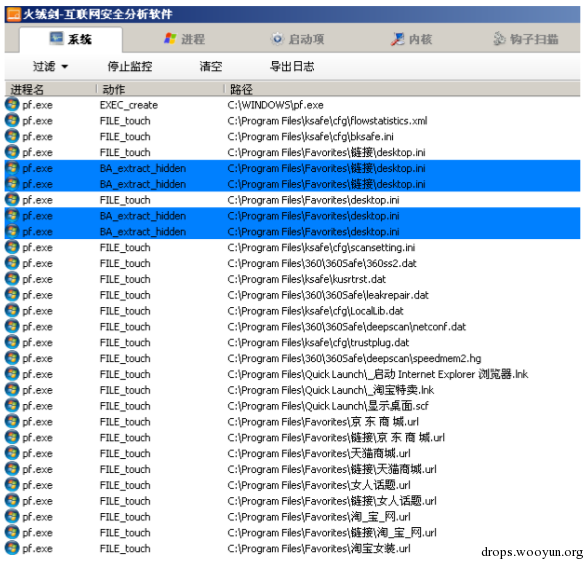 火绒剑-互联网安全分析软件
系统 进程 启动项 内核 钩子扫描
过滤 停止监控 清空 导出日志
进程名 动作 路径
pf.exe EXEC_create C:\WINDOWS\pf.exe
pf.exe FILE_touch C:\Program Files\ksafe\cfg\flowstatistics.xml
pf.exe FILE_touch C:\Program Files\ksafe\cfg\bksafe.ini
pf.exe FILE_touch C:\Program Files\Favorites\链接\desktop.ini
pf.exe BA_extract_hidden C:\Program Files\Favorites\链接\desktop.ini
pf.exe BA_extract_hidden C:\Program Files\Favorites\链接\desktop.ini
pf.exe FILE_touch C:\Program Files\Favorites\desktop.ini
pf.exe BA_extract_hidden C:\Program Files\Favorites\desktop.ini
pf.exe BA_extract_hidden C:\Program Files\Favorites\desktop.ini
pf.exe FILE_touch C:\Program Files\ksafe\cfg\scansetting.ini
pf.exe FILE_touch C:\Program Files\360\360Safe\360ss2.dat
pf.exe FILE_touch C:\Program Files\ksafe\kusrtrst.dat
pf.exe FILE_touch C:\Program Files\360\360Safe\leakrepair.dat
pf.exe FILE_touch C:\Program Files\ksafe\cfg\LocalLib.dat
pf.exe FILE_touch C:\Program Files\360\360Safe\deepscan\netconf.dat
pf.exe FILE_touch C:\Program Files\ksafe\cfg\trustplug.dat
pf.exe FILE_touch C:\Program Files\360\360Safe\deepscan\speedmem2.hg
pf.exe FILE_touch C:\Program Files\Quick Launch\_启动 Internet Explorer 浏览器.lnk
pf.exe FILE_touch C:\Program Files\Quick Launch\_淘宝特卖.lnk
pf.exe FILE_touch C:\Program Files\Quick Launch\显示桌面.scf
pf.exe FILE_touch C:\Program Files\Favorites\京 东 商 城.url
pf.exe FILE_touch C:\Program Files\Favorites\链接\京 东 商 城.url
pf.exe FILE_touch C:\Program Files\Favorites\天猫商城.url
pf.exe FILE_touch C:\Program Files\Favorites\链接\天猫商城.url
pf.exe FILE_touch C:\Program Files\Favorites\女人话题.url
pf.exe FILE_touch C:\Program Files\Favorites\链接\女人话题.url
pf.exe FILE_touch C:\Program Files\Favorites\淘_宝_网.url
pf.exe FILE_touch C:\Program Files\Favorites\链接\淘_宝_网.url
pf.exe FILE_touch C:\Program Files\Favorites\淘宝女装.url
drops.wooyun.org